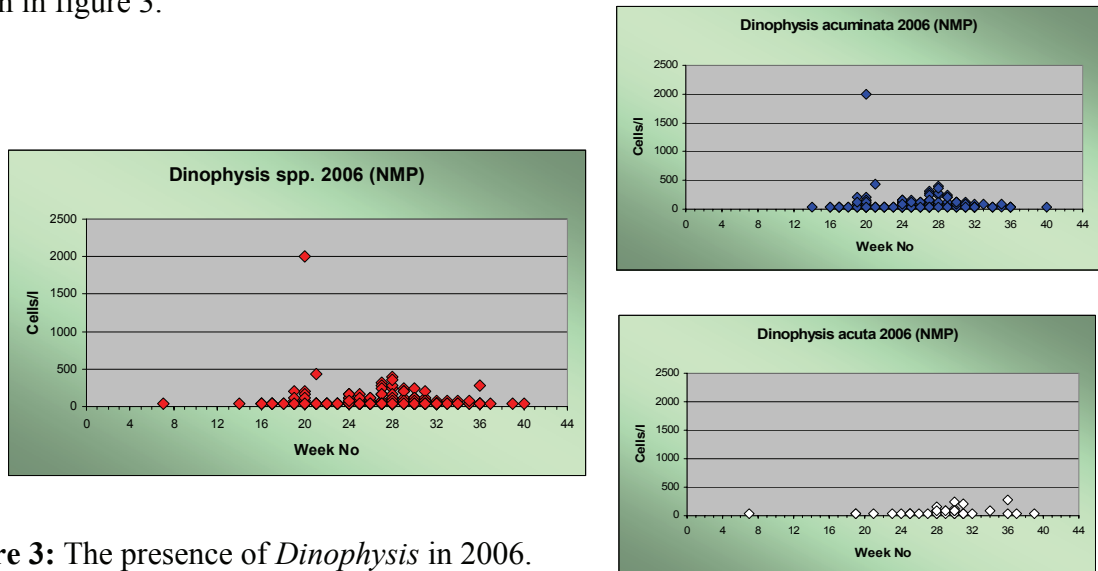 n in figure 3.
Dinophysis spp. 2006 (NMP)
2500
2000
1500
1000
500
0
Cells/l
0 4 8 12 16 20 24 28 32 36 40 44
Week No
Dinophysis acuminata 2006 (NMP)
2500
2000
1500
1000
500
0
Cells/l
0 4 8 12 16 20 24 28 32 36 40 44
Week No
Dinophysis acuta 2006 (NMP)
2500
2000
1500
1000
500
0
Cells/l
0 4 8 12 16 20 24 28 32 36 40 44
Week No
re 3: The presence of Dinophysis in 2006.